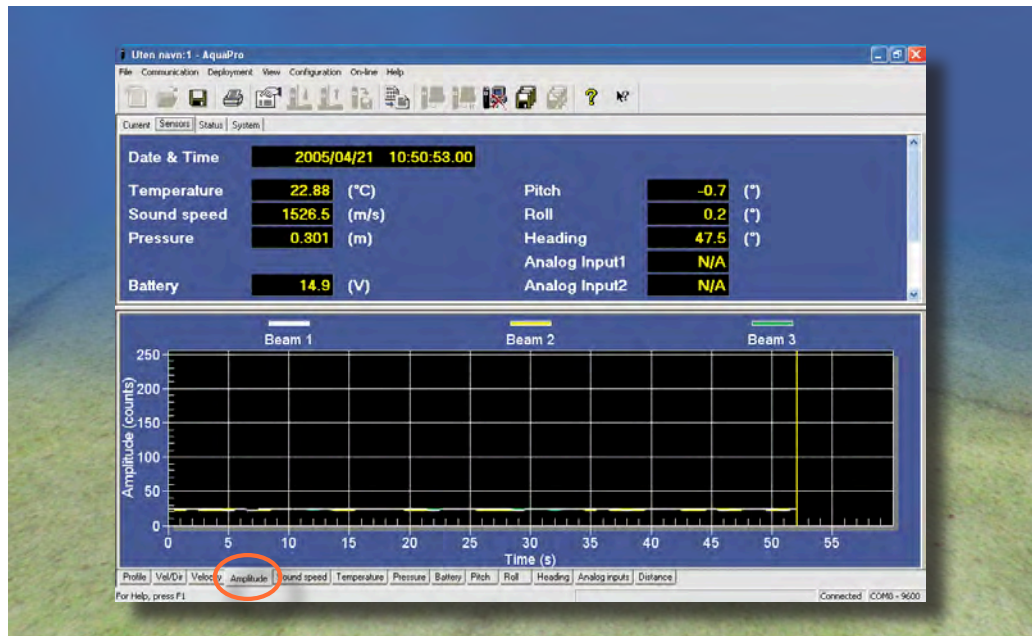 Uten navn:1 - AquaPro
File Communication Deployment View Configuration On-line Help
Current Sensors Status System
Date & Time 2005/04/21 10:50:53.00
Temperature 22.88 (°C) Pitch -0.7 (°)
Sound speed 1526.5 (m/s) Roll 0.2 (°)
Pressure 0.301 (m) Heading 47.5 (°)
Analog Input1 N/A
Battery 14.9 (V) Analog Input2 N/A
Beam 1 Beam 2 Beam 3
Amplitude (counts)
250
200
150
100
50
0
0 5 10 15 20 25 30 35 40 45 50 55
Time (s)
Profile Vel/Dir Velocity Amplitude Sound speed Temperature Pressure Battery Pitch Roll Heading Analog inputs Distance
For Help, press F1 Connected COM8 - 9600